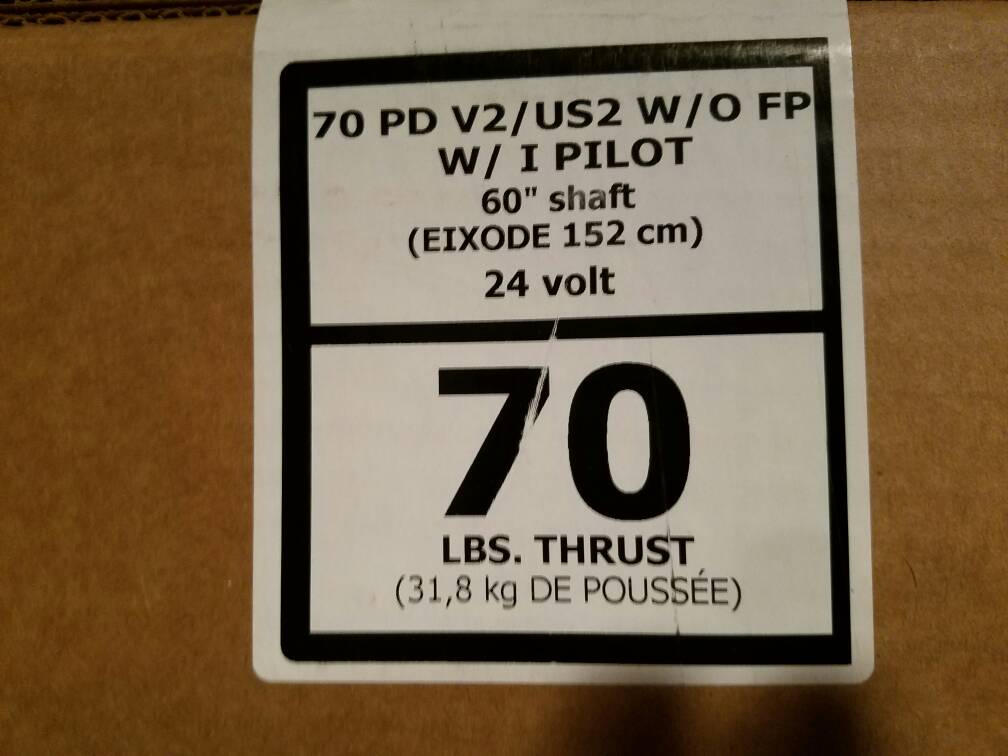 70 PD V2/US2 W/O FP
W/ I PILOT
60" shaft
(EIXODE 152 cm)
24 volt
70
LBS. THRUST
(31,8 kg DE POUSSÉE)